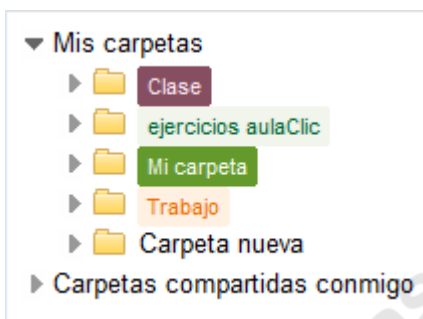 Mis carpetas
Clase
ejercicios aulaClic
Mi carpeta
Trabajo
Carpeta nueva
Carpetas compartidas conmigo